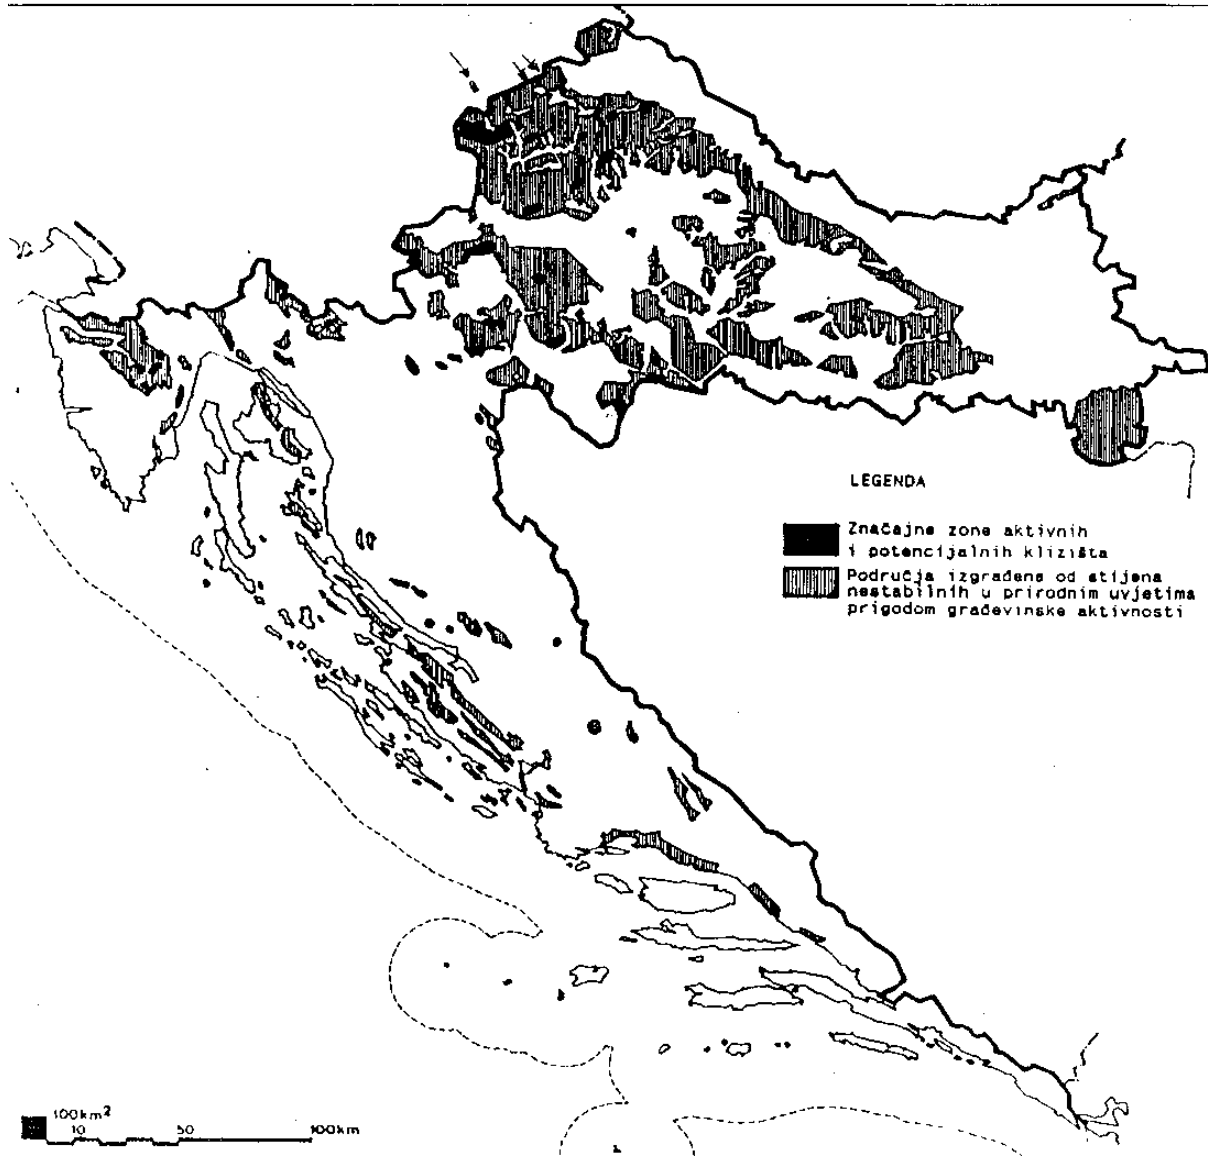 LEGENDA
Značajne zone aktivnih
i potencijalnih klizišta
Područja izgrađene od stijena
nestabilnih u prirodnim uvjetima
prigodom građevinske aktivnosti
100km²
10 50 100km